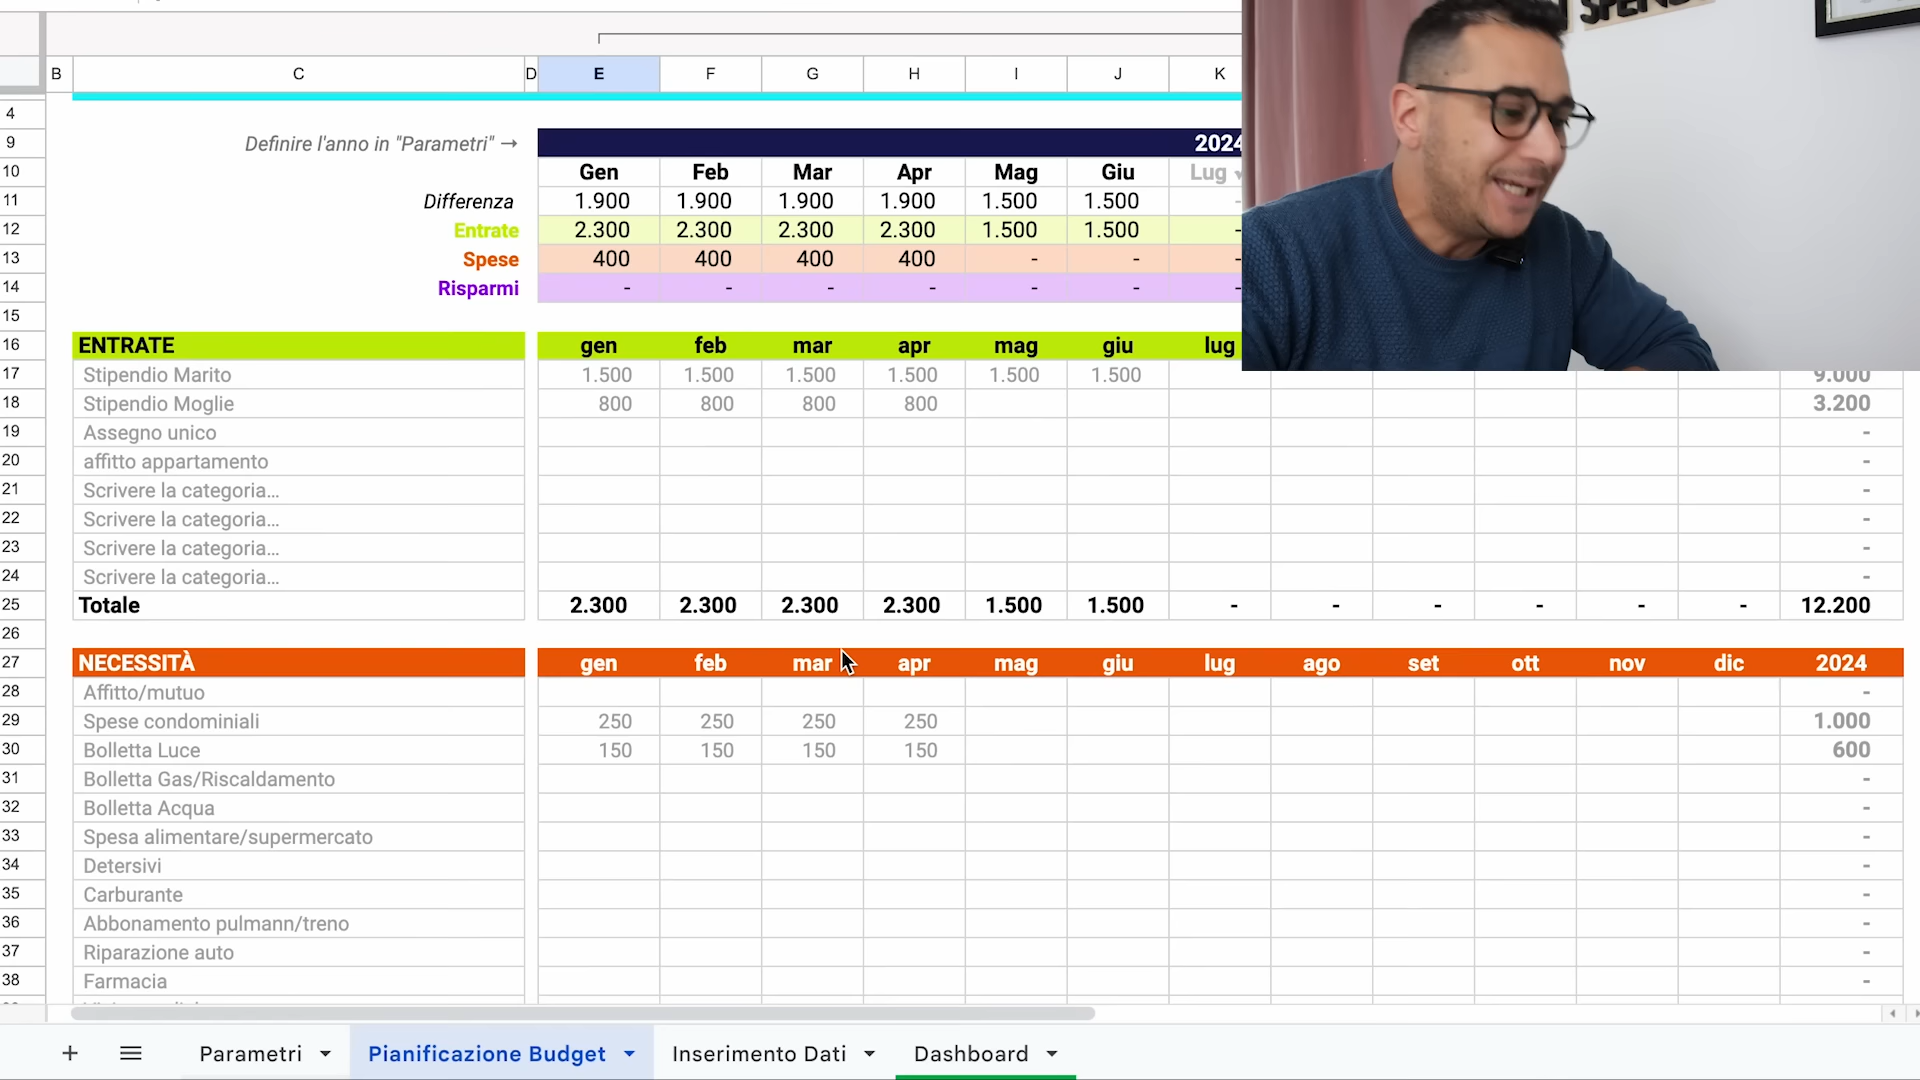 B C D E F G H I J K
4
9 Definire l'anno in "Parametri" → 2024
10 Gen Feb Mar Apr Mag Giu Lug
11 Differenza 1.900 1.900 1.900 1.900 1.500 1.500 -
12 Entrate 2.300 2.300 2.300 2.300 1.500 1.500 -
13 Spese 400 400 400 400 - - -
14 Risparmi - - - - - - -
15
16 ENTRATE gen feb mar apr mag giu lug
17 Stipendio Marito 1.500 1.500 1.500 1.500 1.500 1.500 9.000
18 Stipendio Moglie 800 800 800 800 3.200
19 Assegno unico -
20 affitto appartamento -
21 Scrivere la categoria... -
22 Scrivere la categoria... -
23 Scrivere la categoria... -
24 Scrivere la categoria... -
25 Totale 2.300 2.300 2.300 2.300 1.500 1.500 - - - - - - 12.200
26
27 NECESSITÀ gen feb mar apr mag giu lug ago set ott nov dic 2024
28 Affitto/mutuo -
29 Spese condominiali 250 250 250 250 1.000
30 Bolletta Luce 150 150 150 150 600
31 Bolletta Gas/Riscaldamento -
32 Bolletta Acqua -
33 Spesa alimentare/supermercato -
34 Detersivi -
35 Carburante -
36 Abbonamento pulmann/treno -
37 Riparazione auto -
38 Farmacia -
Parametri Pianificazione Budget Inserimento Dati Dashboard